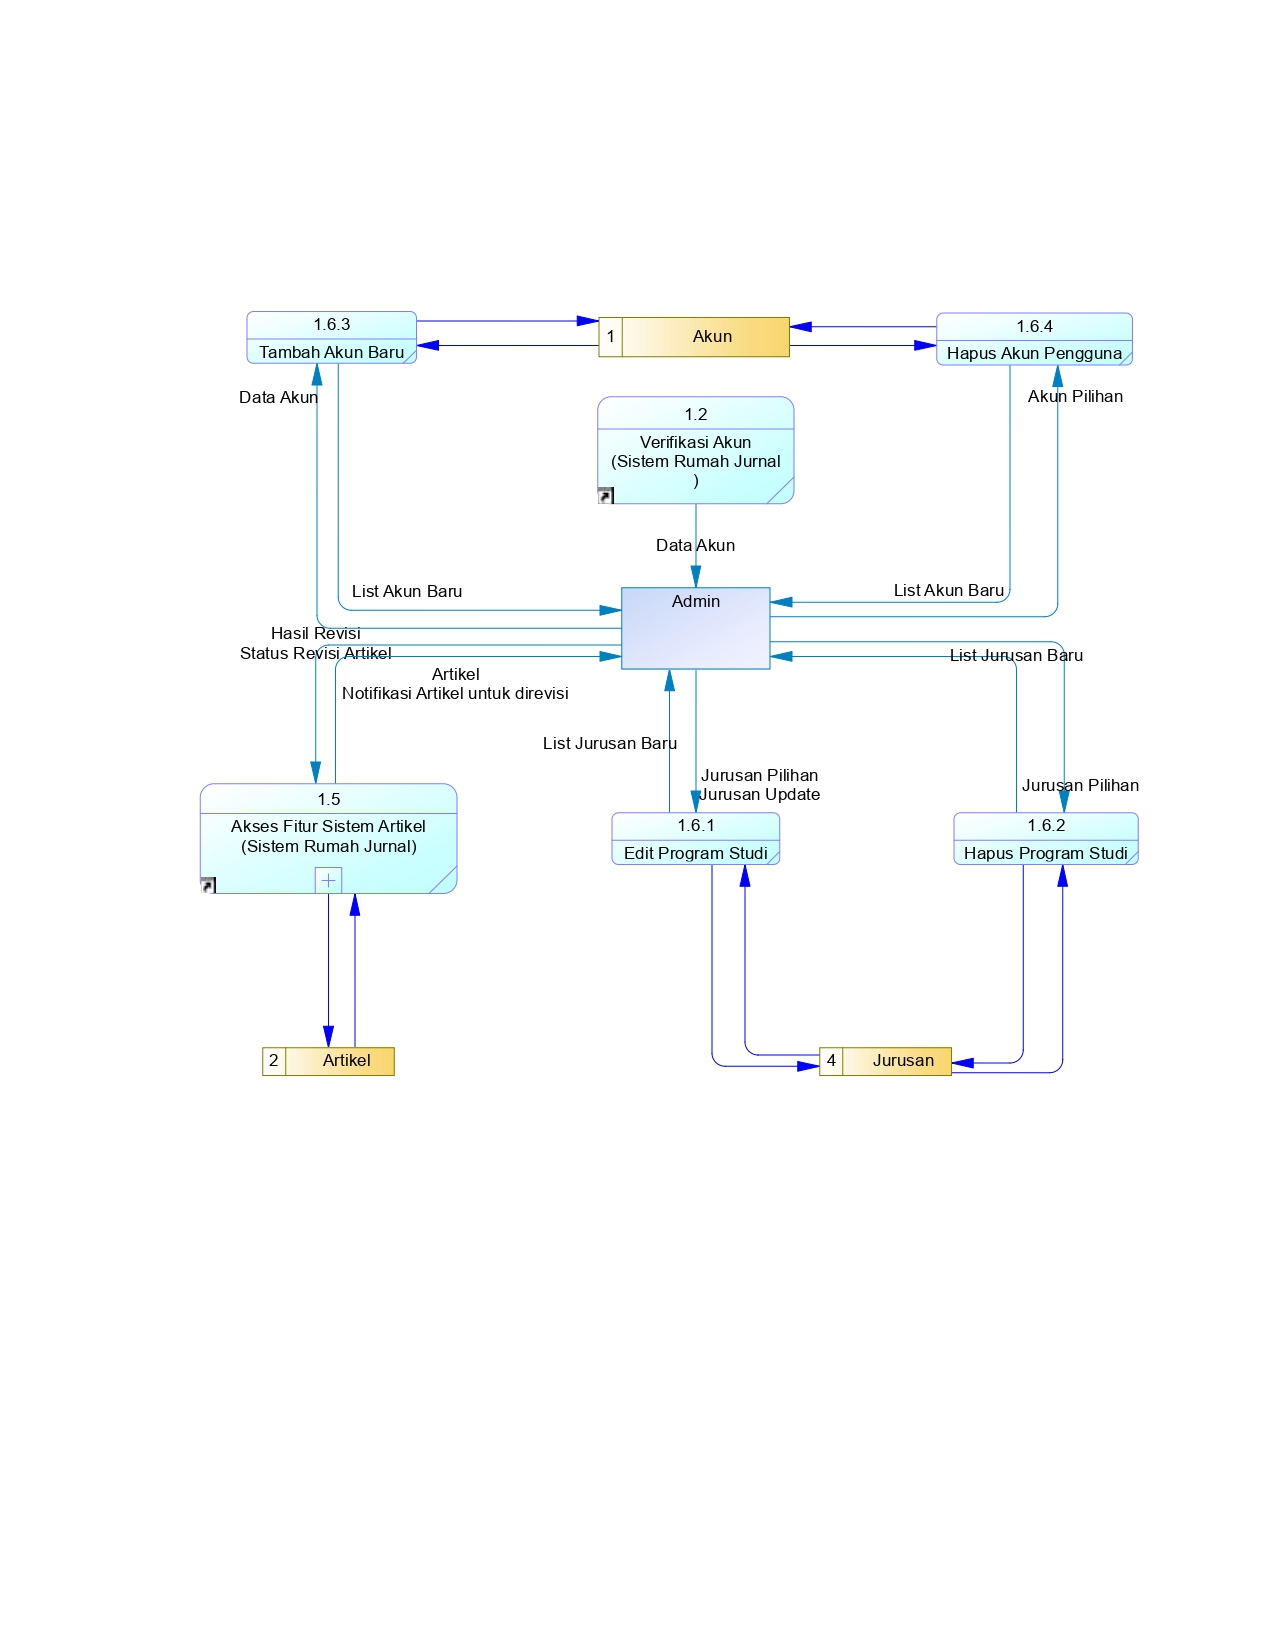 1.6.3
Tambah Akun Baru
1
Akun
1.6.4
Hapus Akun Pengguna
Data Akun
Akun Pilihan
1.2
Verifikasi Akun
(Sistem Rumah Jurnal
)
Data Akun
List Akun Baru
List Akun Baru
Admin
Hasil Revisi
Status Revisi Artikel
List Jurusan Baru
Artikel
Notifikasi Artikel untuk direvisi
List Jurusan Baru
Jurusan Pilihan
Jurusan Update
Jurusan Pilihan
1.5
Akses Fitur Sistem Artikel
(Sistem Rumah Jurnal)
1.6.1
Edit Program Studi
1.6.2
Hapus Program Studi
2
Artikel
4
Jurusan